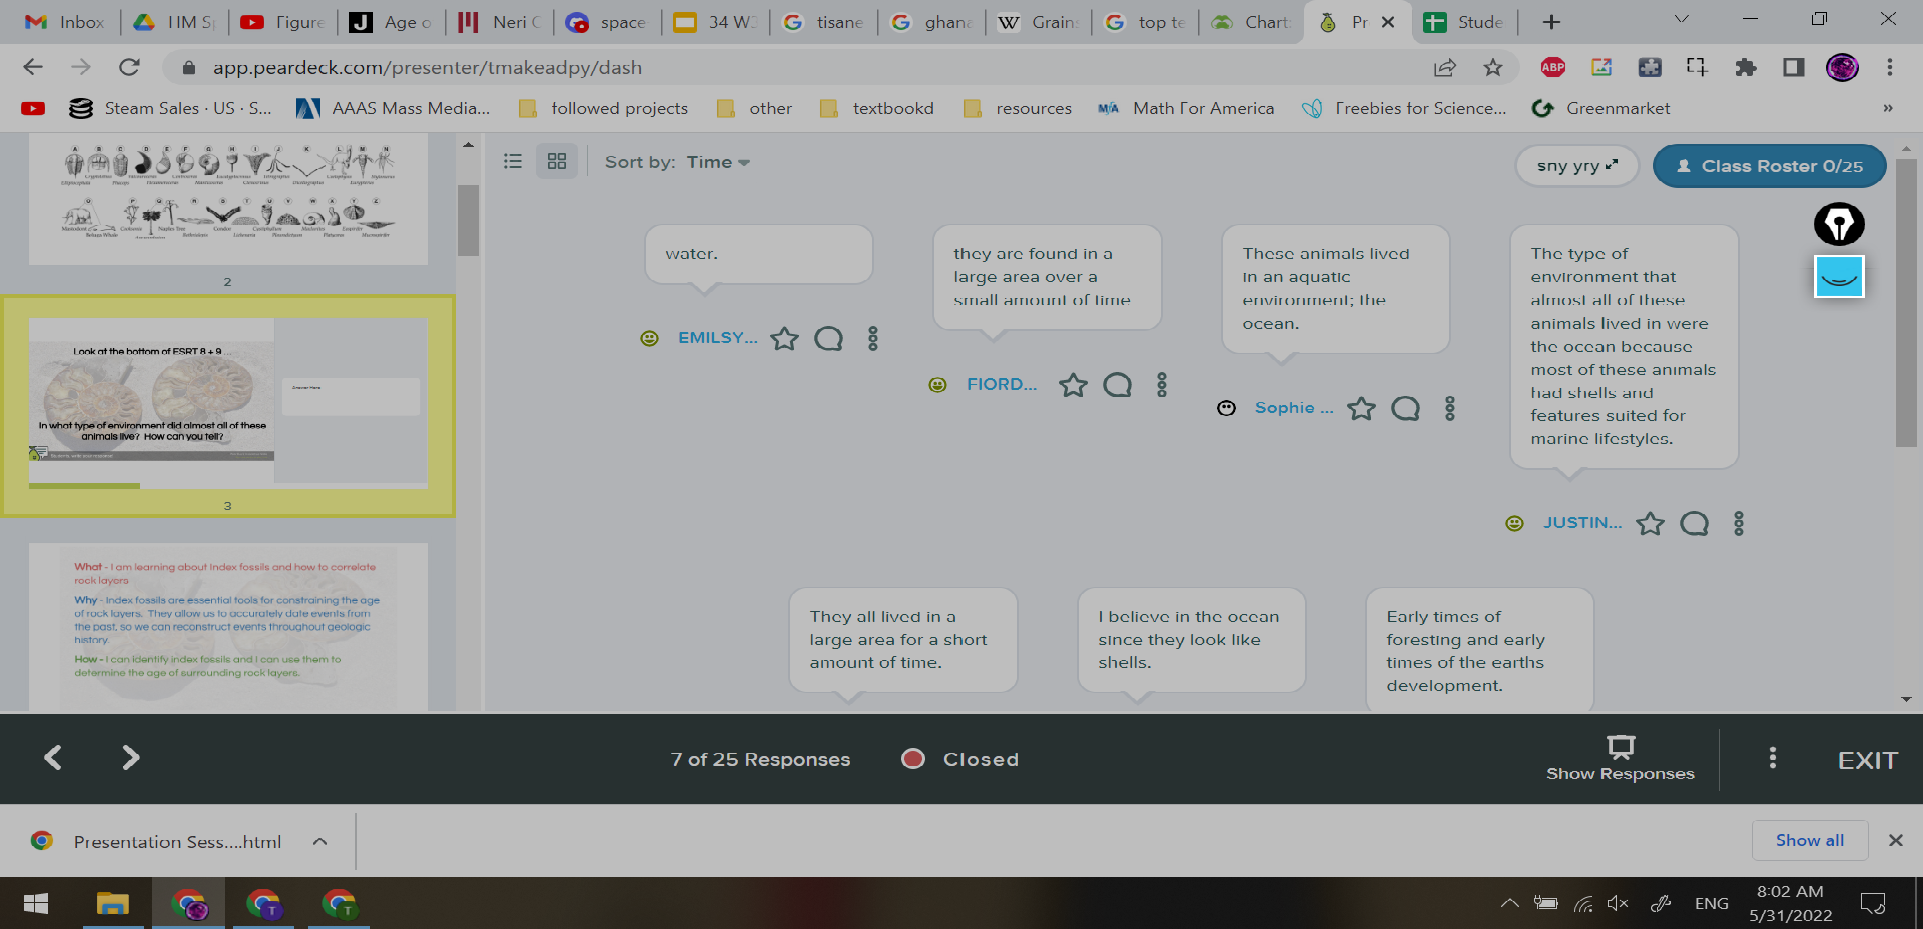 Inbox
Figure
Age o
Neri C
space
34 W
tisane
ghana
Grains
top te
Chart
Pr
Stude
app.peardeck.com/presenter/tmakeadpy/dash
ABP
Steam Sales · US · S...
AAAS Mass Media...
followed projects
other
textbookd
resources
Math For America
Freebies for Science...
Greenmarket
»
2
Look at the bottom of ESRT 8 + 9 ...
Answer Here
In what type of environment did almost all of these
animals live? How can you tell?
3
What - I am learning about Index fossils and how to correlate
rock layers
Why - Index fossils are essential tools for constraining the age
of rock layers. They allow us to accurately date events from
the past, so we can reconstruct events throughout geologic
history.
How - I can identify index fossils and I can use them to
determine the age of surrounding rock layers.
Sort by: Time
sny yry
Class Roster 0/25
water.
EMILSY...
they are found in a
large area over a
small amount of time
FIORD...
These animals lived
in an aquatic
environment; the
ocean.
Sophie ...
The type of
environment that
almost all of these
animals lived in were
the ocean because
most of these animals
had shells and
features suited for
marine lifestyles.
JUSTIN...
They all lived in a
large area for a short
amount of time.
I believe in the ocean
since they look like
shells.
Early times of
foresting and early
times of the earths
development.
7 of 25 Responses
Closed
Show Responses
EXIT
Presentation Sess....html
Show all
ENG
8:02 AM
5/31/2022